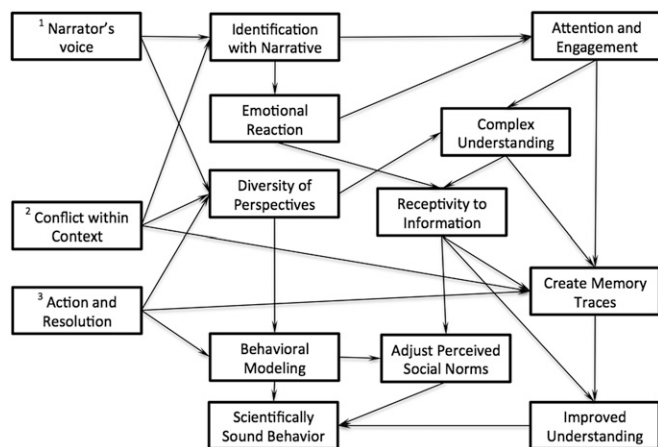 1 Narrator's
voice
Identification
with Narrative
Attention and
Engagement
Emotional
Reaction
Complex
Understanding
Diversity of
Perspectives
Receptivity to
Information
2 Conflict within
Context
3 Action and
Resolution
Create Memory
Traces
Behavioral
Modeling
Adjust Perceived
Social Norms
Scientifically
Sound Behavior
Improved
Understanding